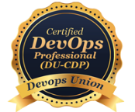 Certified
DevOps
Professional
(DU-CDP)
Devops Union